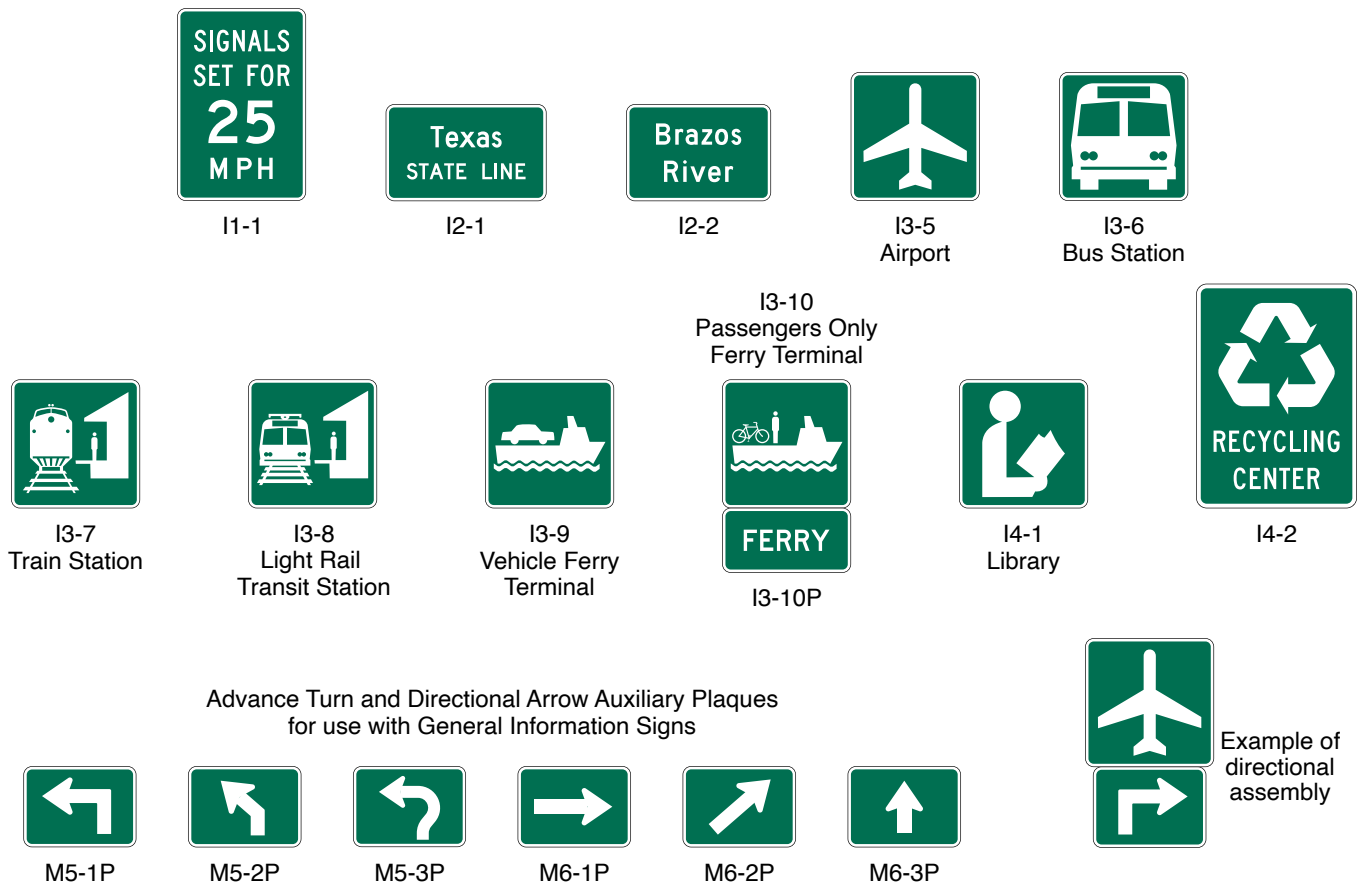 SIGNALS
SET FOR
25
MPH
I1-1
Texas
STATE LINE
I2-1
Brazos
River
I2-2
I3-5
Airport
I3-6
Bus Station
I3-7
Train Station
I3-8
Light Rail
Transit Station
I3-9
Vehicle Ferry
Terminal
I3-10
Passengers Only
Ferry Terminal
FERRY
I3-10P
I4-1
Library
RECYCLING
CENTER
I4-2
Advance Turn and Directional Arrow Auxiliary Plaques
for use with General Information Signs
M5-1P
M5-2P
M5-3P
M6-1P
M6-2P
M6-3P
Example of
directional
assembly